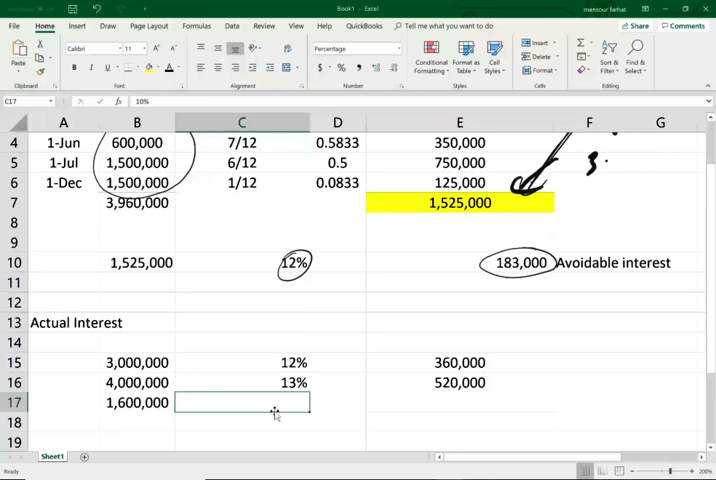 Book1 - Excel
mansour farhat
File Home Insert Draw Page Layout Formulas Data Review View Help QuickBooks Tell me what you want to do Share Comments
Paste Calibri 11 A^ A˅ Percentage Conditional Formatting Format as Table Cell Styles Insert Delete Format Sort & Filter Find & Select
B I U A $ % ,
Clipboard Font Alignment Number Styles Cells Editing
C17 fx 10%
A B C D E F G
4 1-Jun 600,000 7/12 0.5833 350,000
5 1-Jul 1,500,000 6/12 0.5 750,000
6 1-Dec 1,500,000 1/12 0.0833 125,000
7 3,960,000 1,525,000
8
9
10 1,525,000 12% 183,000 Avoidable interest
11
12
13 Actual Interest
14
15 3,000,000 12% 360,000
16 4,000,000 13% 520,000
17 1,600,000
18
19
Sheet1
Ready 200%